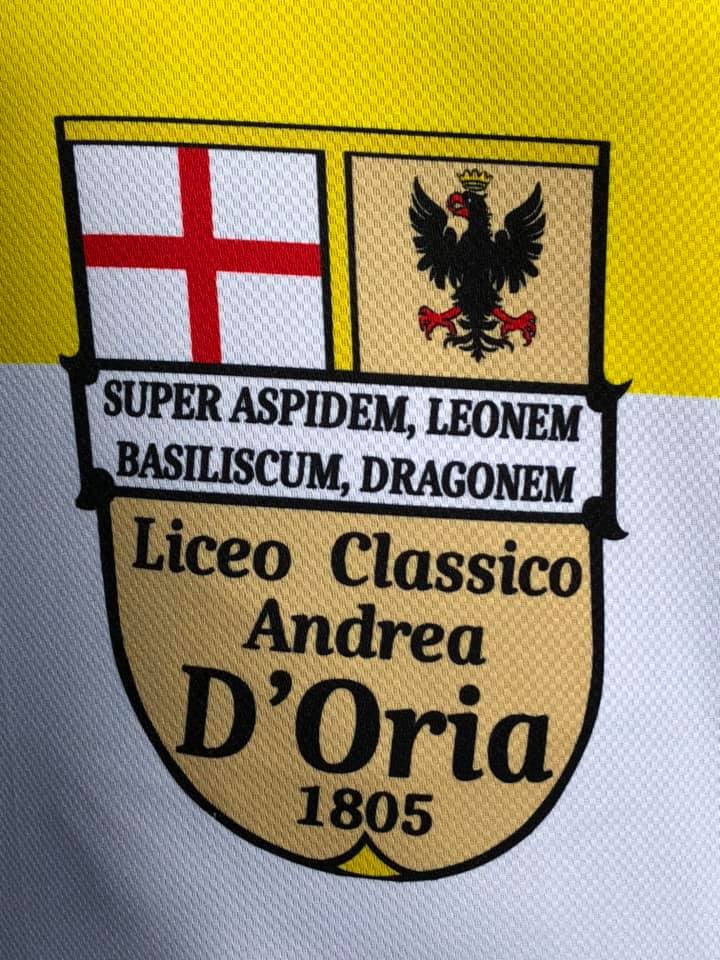 SUPER ASPIDEM, LEONEM
BASILISCUM, DRAGONEM
Liceo Classico
Andrea
D'Oria
1805